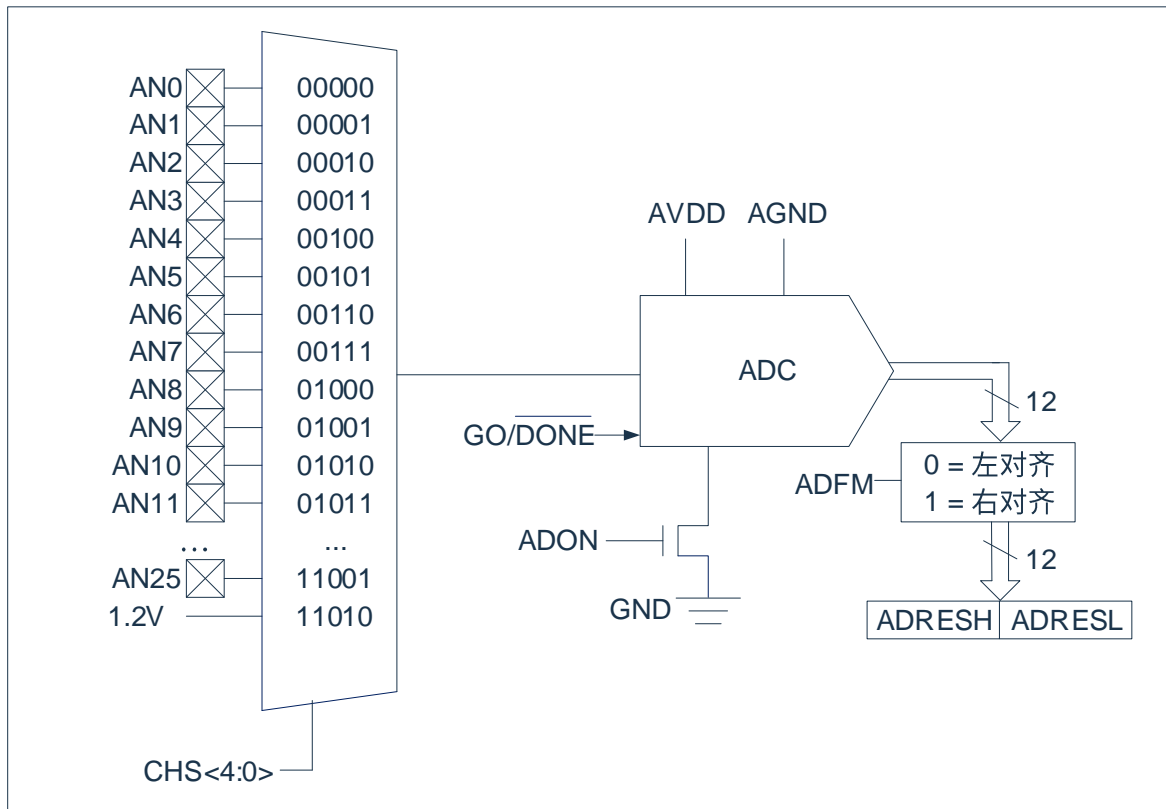 AN0 00000
AN1 00001
AN2 00010
AN3 00011
AN4 00100
AN5 00101
AN6 00110
AN7 00111
AN8 01000
AN9 01001
AN10 01010
AN11 01011
... ...
AN25 11001
1.2V 11010
CHS<4:0>
AVDD AGND
ADC
GO/DONE
12
ADFM
0 = 左对齐
1 = 右对齐
ADON
12
GND
ADRESH ADRESL